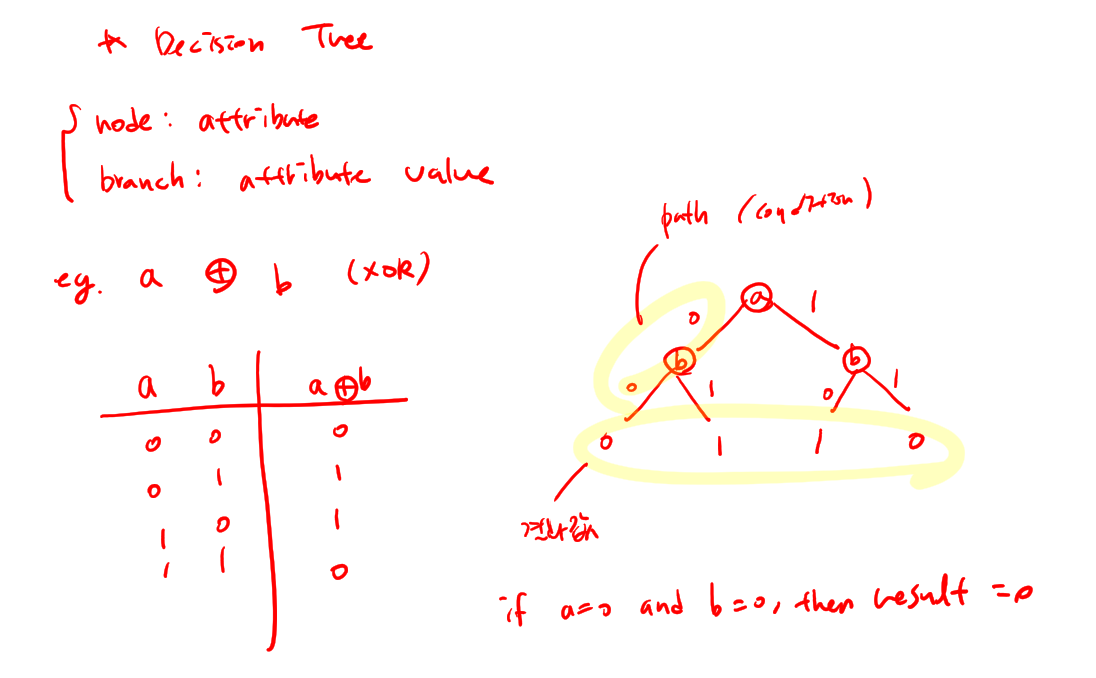 * Decision Tree
node: attribute
branch: attribute value
eg. a ⊕ b (XOR)
a b a⊕b
0 0 0
0 1 1
1 0 1
1 1 0
path (condition)
a
0 1
b b
0 1 0 1
0 1 1 0
결과값
if a=0 and b=0, then result =0